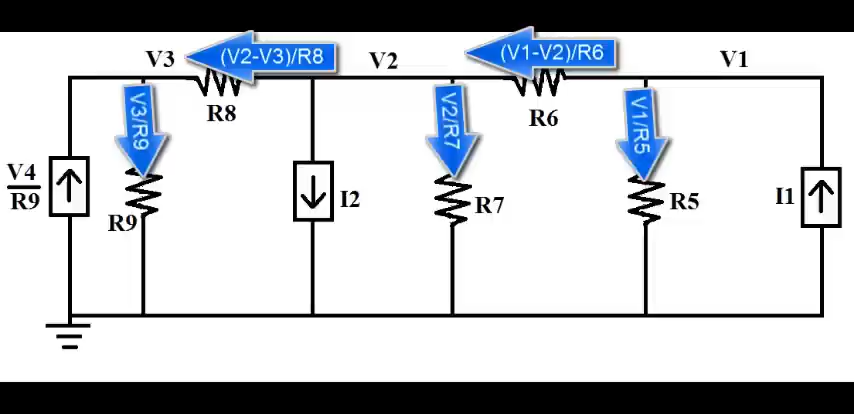 V3
(V2-V3)/R8
V2
(V1-V2)/R6
V1
R8
R6
V3/R9
V2/R7
V1/R5
V4
R9
R9
I2
R7
R5
I1